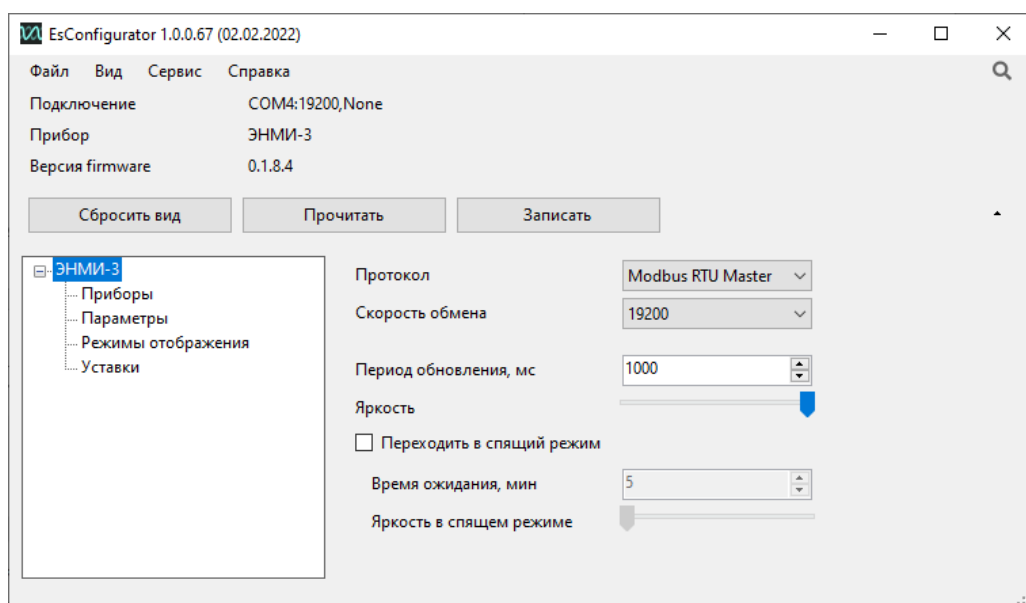 EsConfigurator 1.0.0.67 (02.02.2022)
Файл Вид Сервис Справка
Подключение COM4:19200,None
Прибор ЭНМИ-3
Версия firmware 0.1.8.4
Сбросить вид Прочитать Записать
ЭНМИ-3
Приборы
Параметры
Режимы отображения
Уставки
Протокол Modbus RTU Master
Скорость обмена 19200
Период обновления, мс 1000
Яркость
Переходить в спящий режим
Время ожидания, мин 5
Яркость в спящем режиме